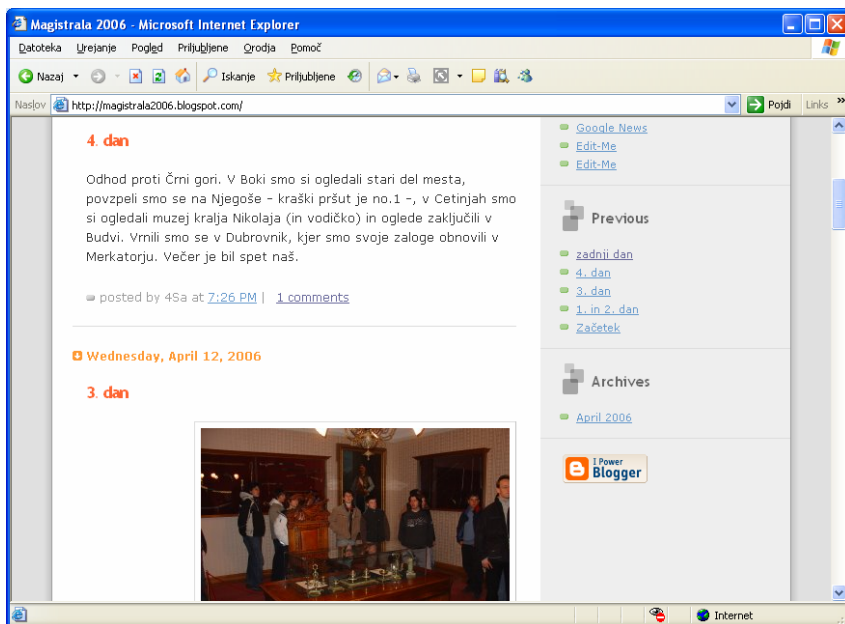 Magistrala 2006 - Microsoft Internet Explorer
Datoteka Urejanje Pogled Priljubljene Orodja Pomoč
Nazaj Iskanje Priljubljene
Naslov http://magistrala2006.blogspot.com/ Pojdi Links »
4. dan
Odhod proti Črni gori. V Boki smo si ogledali stari del mesta,
povzpeli smo se na Njegoše - kraški pršut je no.1 -, v Cetinjah smo
si ogledali muzej kralja Nikolaja (in vodičko) in oglede zaključili v
Budvi. Vrnili smo se v Dubrovnik, kjer smo svoje zaloge obnovili v
Merkatorju. Večer je bil spet naš.
posted by 4Sa at 7:26 PM | 1 comments
Wednesday, April 12, 2006
3. dan
Google News
Edit-Me
Edit-Me
Previous
zadnji dan
4. dan
3. dan
1. in 2. dan
Začetek
Archives
April 2006
I Power
Blogger
Internet